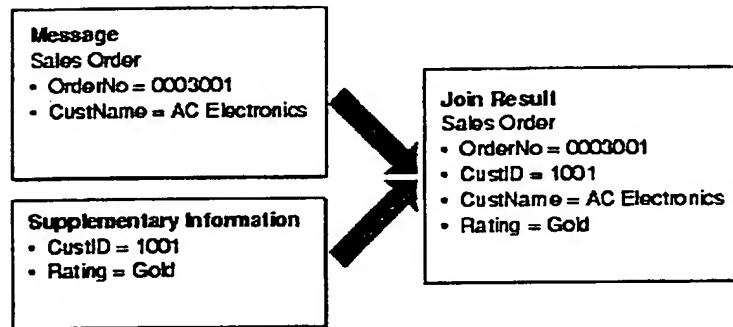 Message
Sales Order
• OrderNo = 0003001
• CustName = AC Electronics
Supplementary Information
• CustID = 1001
• Rating = Gold
Join Result
Sales Order
• OrderNo = 0003001
• CustID = 1001
• CustName = AC Electronics
• Rating = Gold